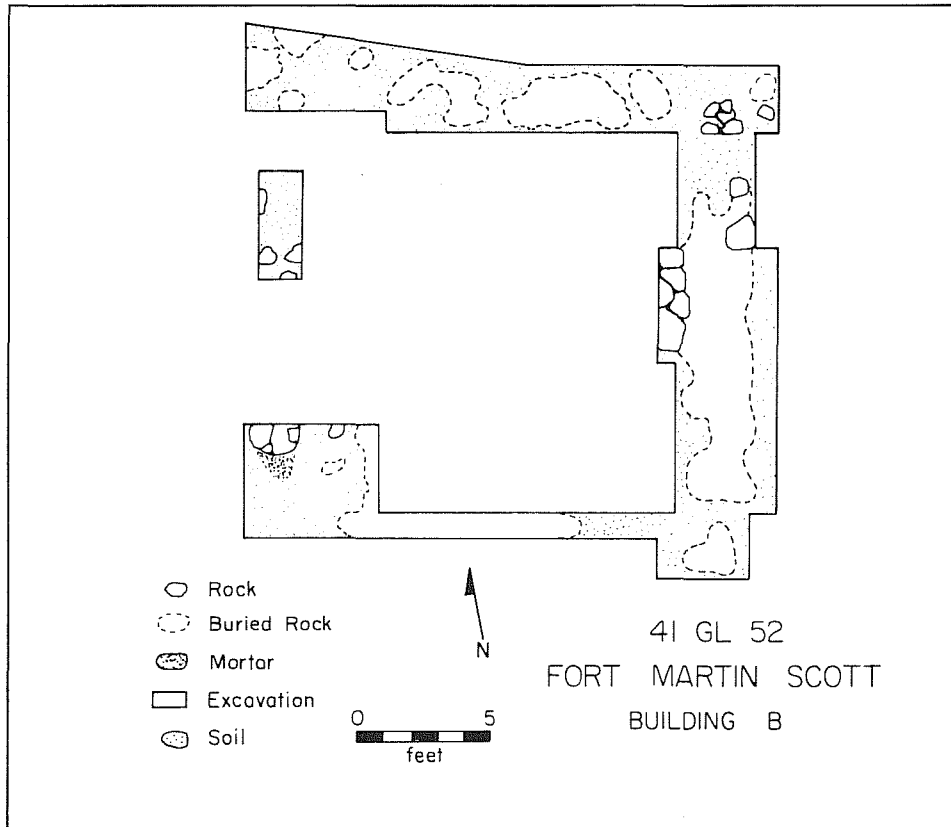 Rock
Buried Rock
Mortar
Excavation
Soil
0 5
feet
N
41 GL 52
FORT MARTIN SCOTT
BUILDING B